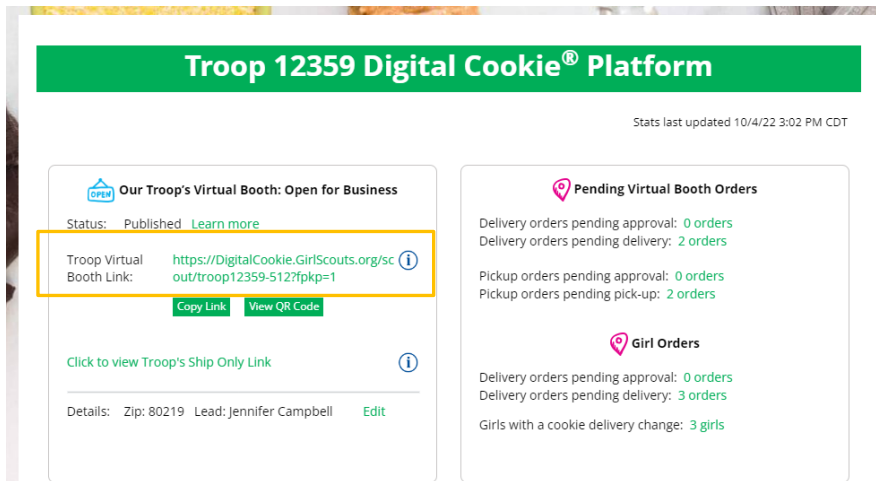 Troop 12359 Digital Cookie® Platform
Stats last updated 10/4/22 3:02 PM CDT
OPEN
Our Troop's Virtual Booth: Open for Business
Status: Published Learn more
Troop Virtual Booth Link:
https://DigitalCookie.GirlScouts.org/sc
out/troop12359-512?fpkp=1
i
Copy Link View QR Code
Click to view Troop's Ship Only Link
i
Details: Zip: 80219 Lead: Jennifer Campbell Edit
Pending Virtual Booth Orders
Delivery orders pending approval: 0 orders
Delivery orders pending delivery: 2 orders
Pickup orders pending approval: 0 orders
Pickup orders pending pick-up: 2 orders
Girl Orders
Delivery orders pending approval: 0 orders
Delivery orders pending delivery: 3 orders
Girls with a cookie delivery change: 3 girls